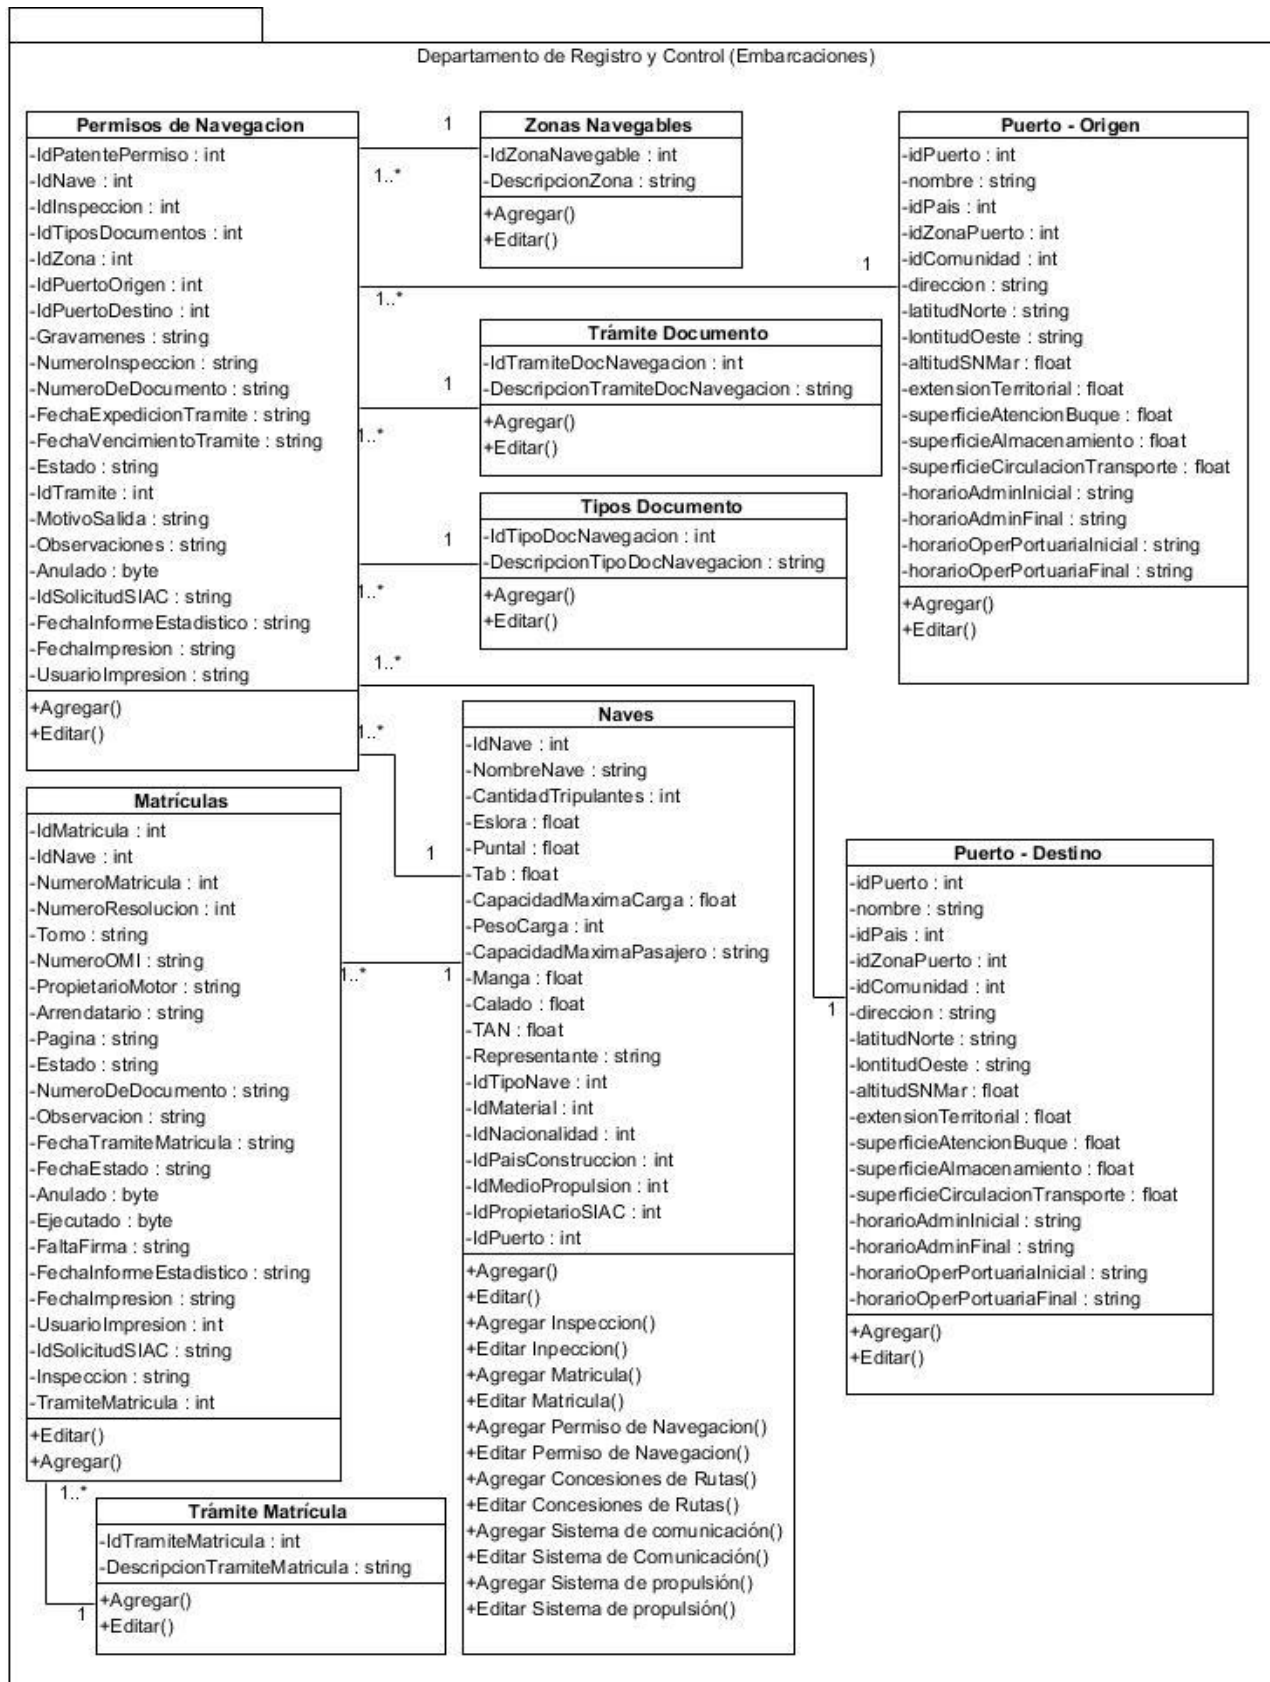 Departamento de Registro y Control (Embarcaciones)
Permisos de Navegacion
-IdPatentePermiso : int
-IdNave : int
-IdInspeccion : int
-IdTiposDocumentos : int
-IdZona : int
-IdPuertoOrigen : int
-IdPuertoDestino : int
-Gravamenes : string
-NumeroInspeccion : string
-NumeroDeDocumento : string
-FechaExpedicionTramite : string
-FechaVencimientoTramite : string
-Estado : string
-IdTramite : int
-MotivoSalida : string
-Observaciones : string
-Anulado : byte
-IdSolicitudSIAC : string
-FechaInformeEstadistico : string
-FechaImpresion : string
-UsuarioImpresion : string
+Agregar()
+Editar()
1
1..*
Zonas Navegables
-IdZonaNavegable : int
-DescripcionZona : string
+Agregar()
+Editar()
1
1..*
Puerto - Origen
-idPuerto : int
-nombre : string
-idPais : int
-idZonaPuerto : int
-idComunidad : int
-direccion : string
-latitudNorte : string
-lontitudOeste : string
-altitudSNMar : float
-extensionTerritorial : float
-superficieAtencionBuque : float
-superficieAlmacenamiento : float
-superficieCirculacionTransporte : float
-horarioAdminInicial : string
-horarioAdminFinal : string
-horarioOperPortuariaInicial : string
-horarioOperPortuariaFinal : string
+Agregar()
+Editar()
1
1..*
Trámite Documento
-IdTramiteDocNavegacion : int
-DescripcionTramiteDocNavegacion : string
+Agregar()
+Editar()
1
1..*
Tipos Documento
-IdTipoDocNavegacion : int
-DescripcionTipoDocNavegacion : string
+Agregar()
+Editar()
1..*
1..*
1
Naves
-IdNave : int
-NombreNave : string
-CantidadTripulantes : int
-Eslora : float
-Puntal : float
-Tab : float
-CapacidadMaximaCarga : float
-PesoCarga : int
-CapacidadMaximaPasajero : string
-Manga : float
-Calado : float
-TAN : float
-Representante : string
-IdTipoNave : int
-IdMaterial : int
-IdNacionalidad : int
-IdPaisConstruccion : int
-IdMedioPropulsion : int
-IdPropietarioSIAC : int
-IdPuerto : int
+Agregar()
+Editar()
+Agregar Inspeccion()
+Editar Inpeccion()
+Agregar Matricula()
+Editar Matricula()
+Agregar Permiso de Navegacion()
+Editar Permiso de Navegacion()
+Agregar Concesiones de Rutas()
+Editar Concesiones de Rutas()
+Agregar Sistema de comunicación()
+Editar Sistema de Comunicación()
+Agregar Sistema de propulsión()
+Editar Sistema de propulsión()
Matrículas
-IdMatricula : int
-IdNave : int
-NumeroMatricula : int
-NumeroResolucion : int
-Tomo : string
-NumeroOMI : string
-PropietarioMotor : string
-Arrendatario : string
-Pagina : string
-Estado : string
-NumeroDeDocumento : string
-Observacion : string
-FechaTramiteMatricula : string
-FechaEstado : string
-Anulado : byte
-Ejecutado : byte
-FaltaFirma : string
-FechaInformeEstadistico : string
-FechaImpresion : string
-UsuarioImpresion : int
-IdSolicitudSIAC : string
-Inspeccion : string
-TramiteMatricula : int
+Editar()
+Agregar()
1..*
1
1
Puerto - Destino
-idPuerto : int
-nombre : string
-idPais : int
-idZonaPuerto : int
-idComunidad : int
-direccion : string
-latitudNorte : string
-lontitudOeste : string
-altitudSNMar : float
-extensionTerritorial : float
-superficieAtencionBuque : float
-superficieAlmacenamiento : float
-superficieCirculacionTransporte : float
-horarioAdminInicial : string
-horarioAdminFinal : string
-horarioOperPortuariaInicial : string
-horarioOperPortuariaFinal : string
+Agregar()
+Editar()
1..*
1
Trámite Matrícula
-IdTramiteMatricula : int
-DescripcionTramiteMatricula : string
+Agregar()
+Editar()